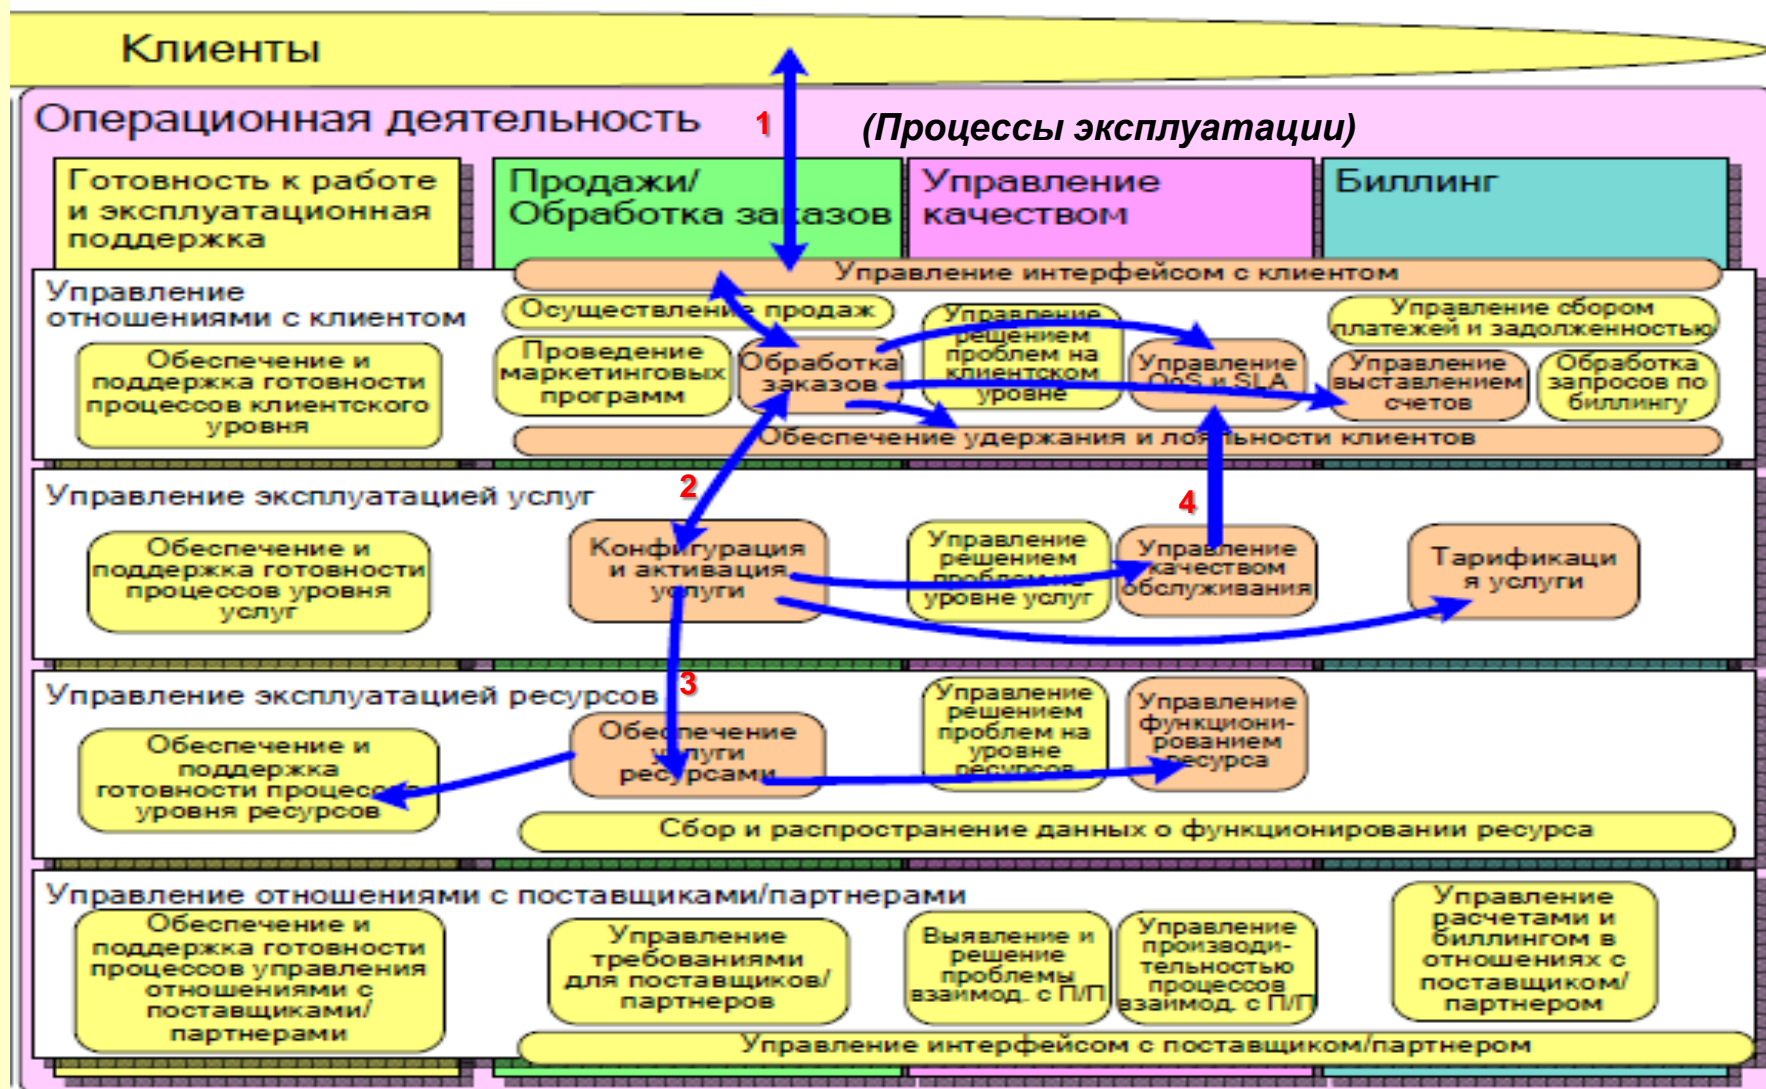 Клиенты
Операционная деятельность
1
(Процессы эксплуатации)
Готовность к работе
и эксплуатационная
поддержка
Продажи/
Обработка заказов
Управление
качеством
Биллинг
Управление интерфейсом с клиентом
Управление
отношениями с клиентом
Обеспечение и
поддержка готовности
процессов клиентского
уровня
Осуществление продаж
Проведение
маркетинговых
программ
Обработка
заказов
Управление
решением
проблем на
клиентском
уровне
Управление
QoS и SLA
Управление сбором
платежей и задолженностью
Управление
выставлением
счетов
Обработка
запросов по
биллингу
Обеспечение удержания и лояльности клиентов
2
4
Управление эксплуатацией услуг
Обеспечение и
поддержка готовности
процессов уровня
услуг
Конфигурация
и активация
услуги
Управление
решением
проблем на
уровне услуг
Управление
качеством
обслуживания
Тарификаци
я услуги
3
Управление эксплуатацией ресурсов
Обеспечение и
поддержка
готовности процессов
уровня ресурсов
Обеспечение
услуги
ресурсами
Управление
решением
проблем на
уровне
ресурсов
Управление
функциони-
рованием
ресурса
Сбор и распространение данных о функционировании ресурса
Управление отношениями с поставщиками/партнерами
Обеспечение и
поддержка готовности
процессов управления
отношениями с
поставщиками/
партнерами
Управление
требованиями
для поставщиков/
партнеров
Выявление и
решение
проблемы
взаимод. с П/П
Управление
производи-
тельностью
процессов
взаимод. с П/П
Управление
расчетами и
биллингом в
отношениях с
поставщиком/
партнером
Управление интерфейсом с поставщиком/партнером